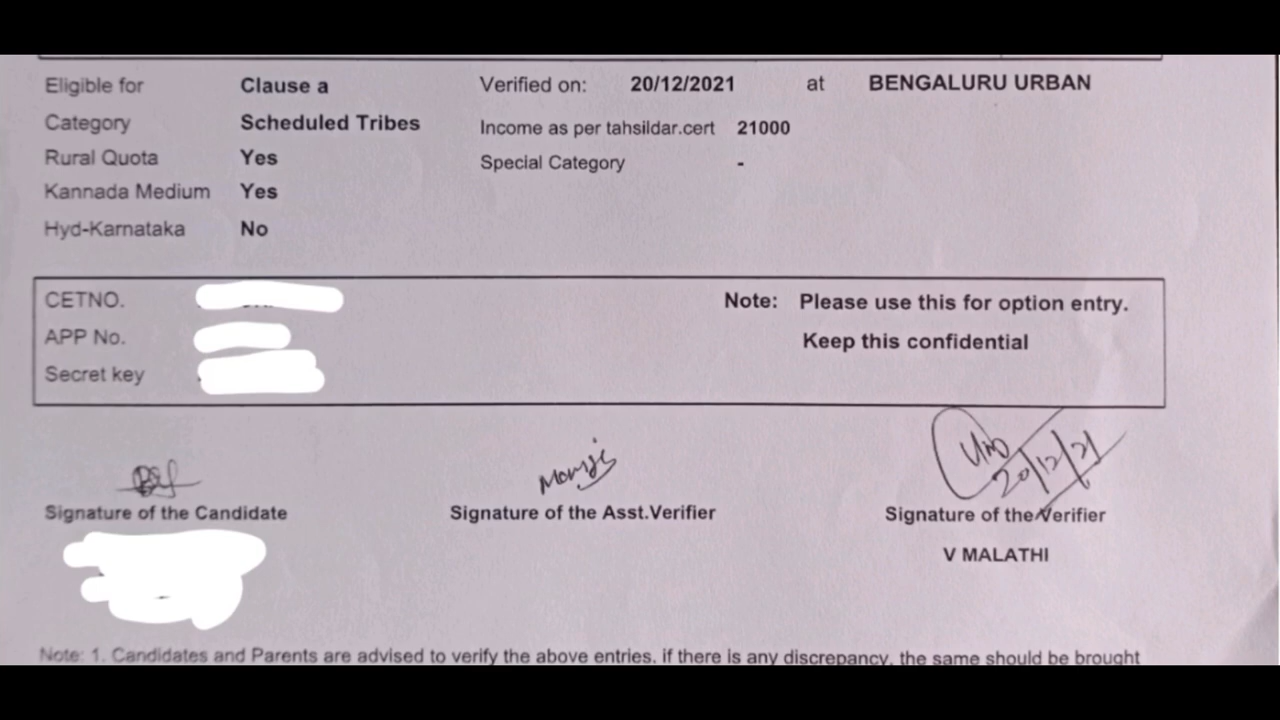 Eligible for Clause a Verified on: 20/12/2021 at BENGALURU URBAN
Category Scheduled Tribes Income as per tahsildar.cert 21000
Rural Quota Yes Special Category -
Kannada Medium Yes
Hyd-Karnataka No
CETNO. Note: Please use this for option entry.
APP No. Keep this confidential
Secret key
20/12/21
Signature of the Candidate Signature of the Asst.Verifier Signature of the Verifier
V MALATHI
Note: 1. Candidates and Parents are advised to verify the above entries. if there is any discrepancy, the same should be brought